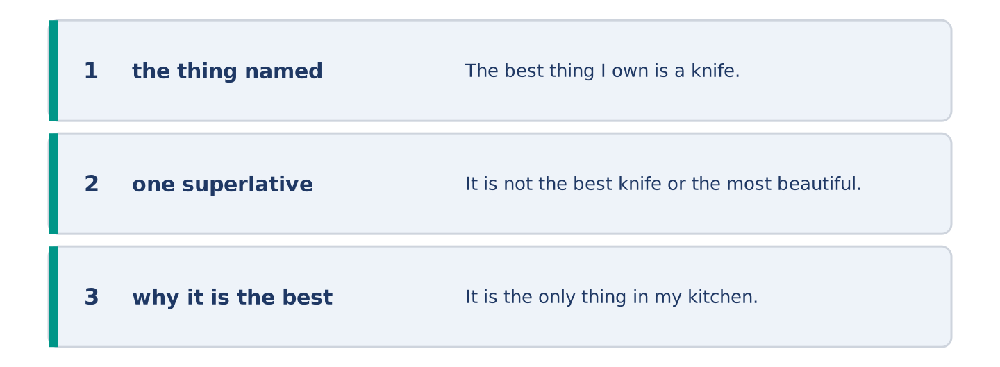 1 the thing named The best thing I own is a knife.
2 one superlative It is not the best knife or the most beautiful.
3 why it is the best It is the only thing in my kitchen.